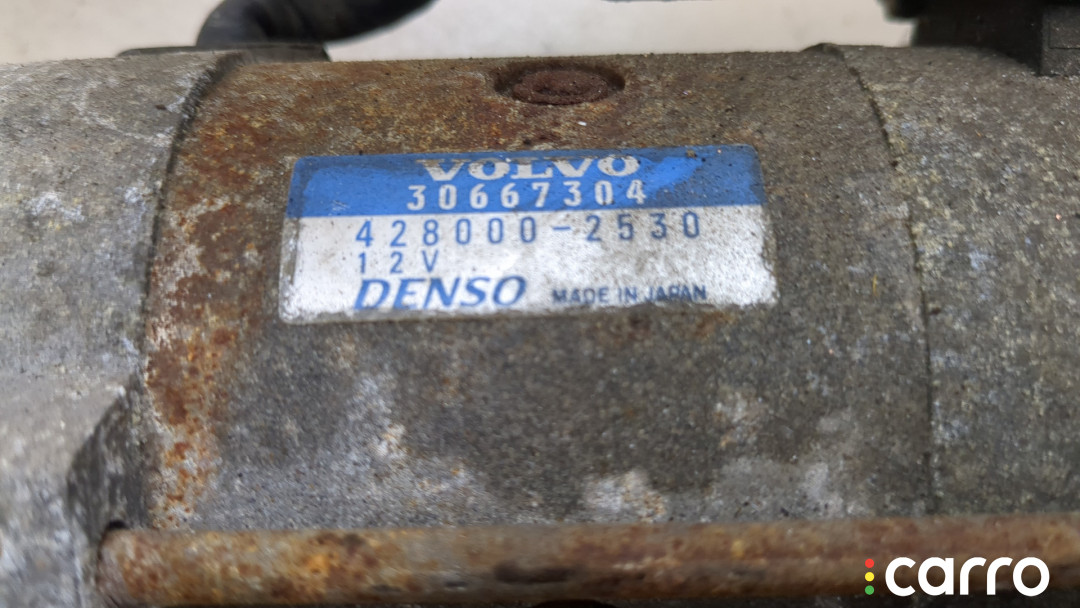 VOLVO
30667304
428000-2530
12V
DENSO MADE IN JAPAN
carro